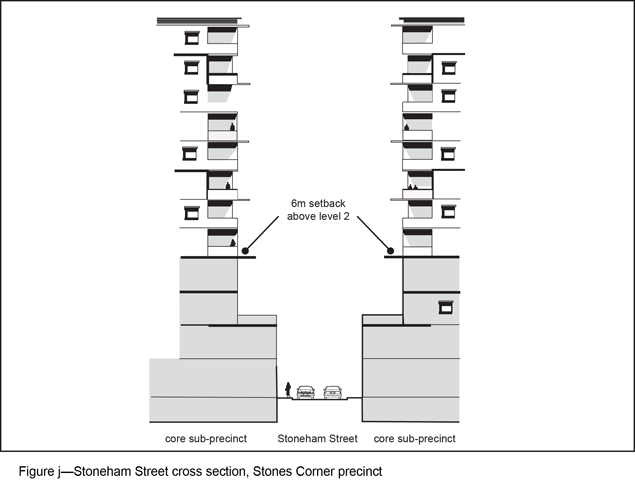 6m setback
above level 2
core sub-precinct
Stoneham Street
core sub-precinct
Figure j—Stoneham Street cross section, Stones Corner precinct